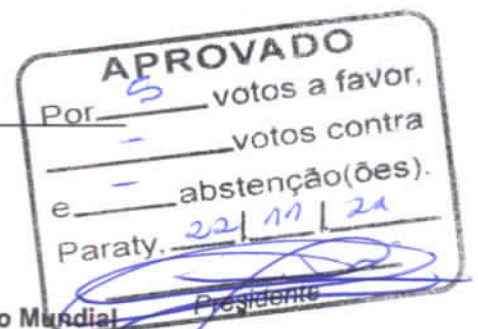 APROVADO
Por 5 votos a favor,
- votos contra
e - abstenção(ões).
Paraty, 22/11/21
Presidente
o Mundial